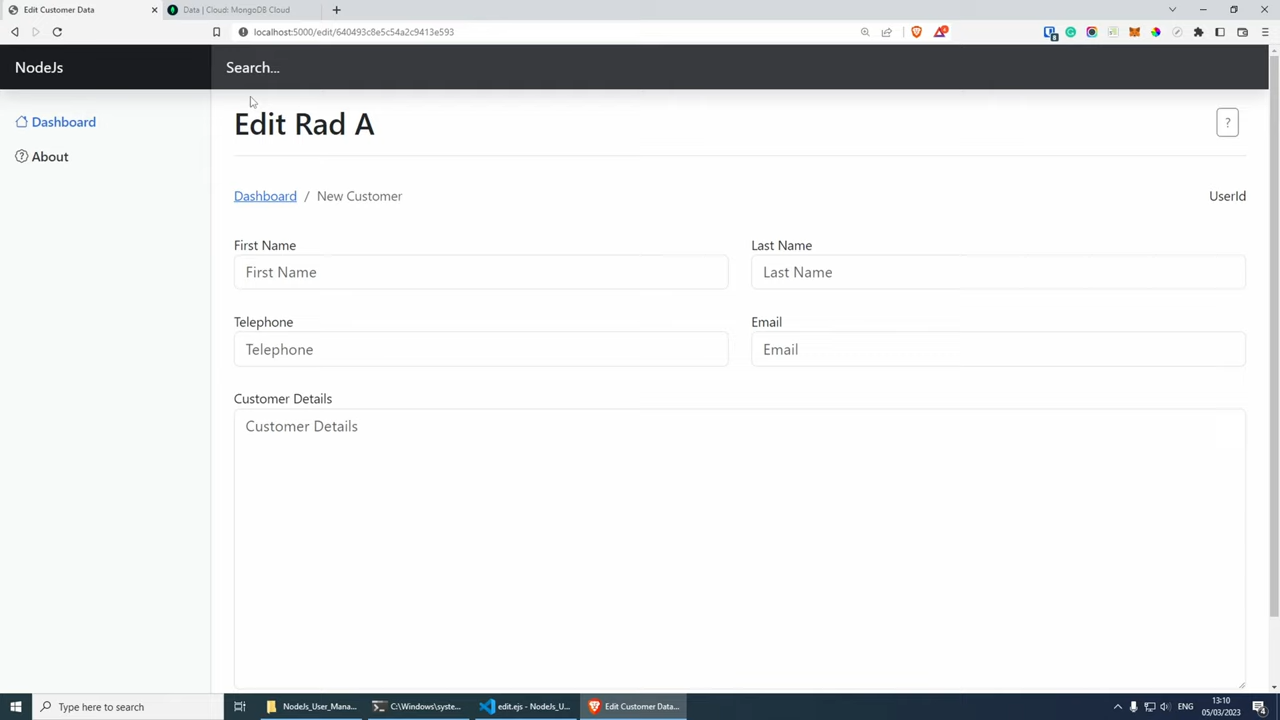 Edit Customer Data
Data | Cloud: MongoDB Cloud
localhost:5000/edit/640493c8e5c54a2c9413e593
NodeJs
Search...
Dashboard
About
Edit Rad A
?
Dashboard / New Customer
UserId
First Name
Last Name
First Name
Last Name
Telephone
Email
Telephone
Email
Customer Details
Customer Details
Type here to search
NodeJs_User_Mana...
C:\Windows\syste...
edit.ejs - NodeJs_U...
Edit Customer Data...
ENG
13:10
05/03/2023